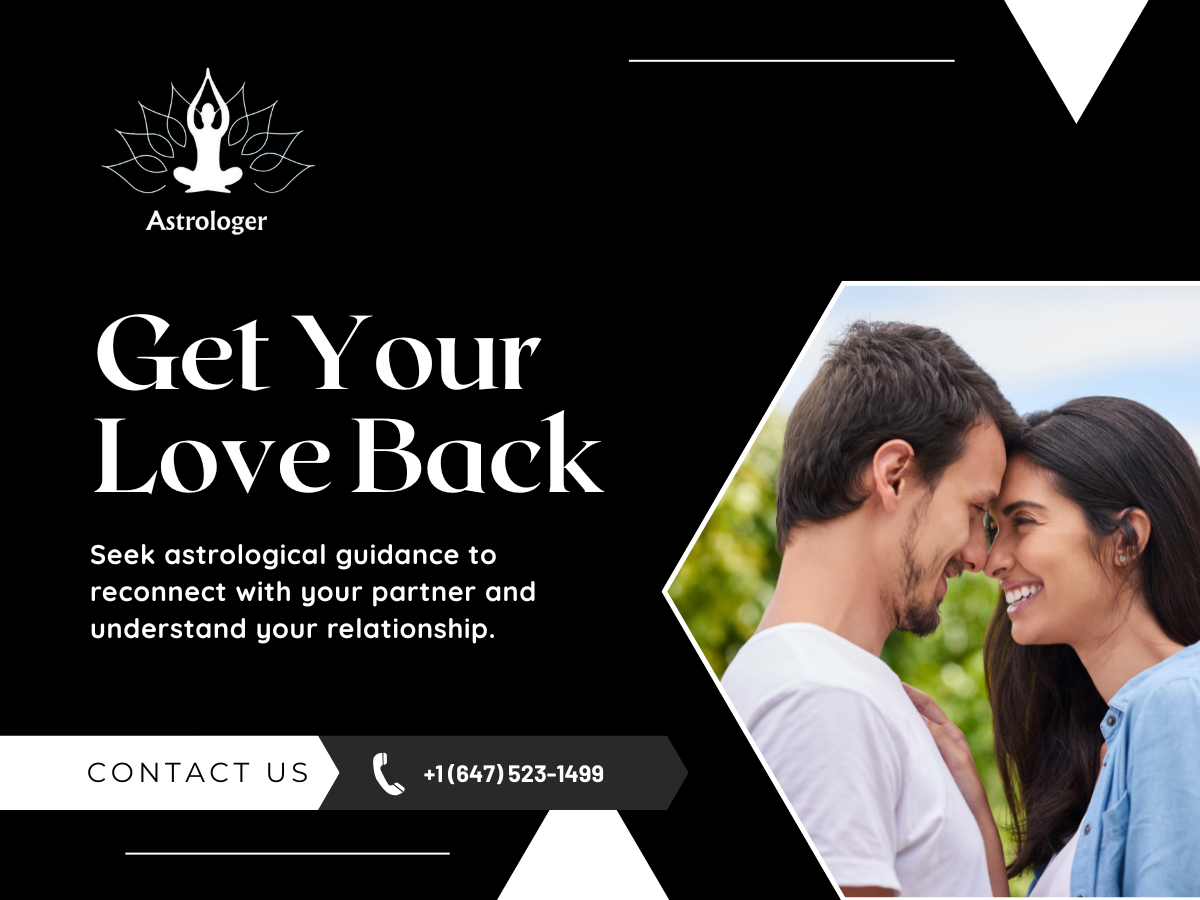 Astrologer
Get Your
Love Back
Seek astrological guidance to
reconnect with your partner and
understand your relationship.
CONTACT US
+1 (647) 523-1499